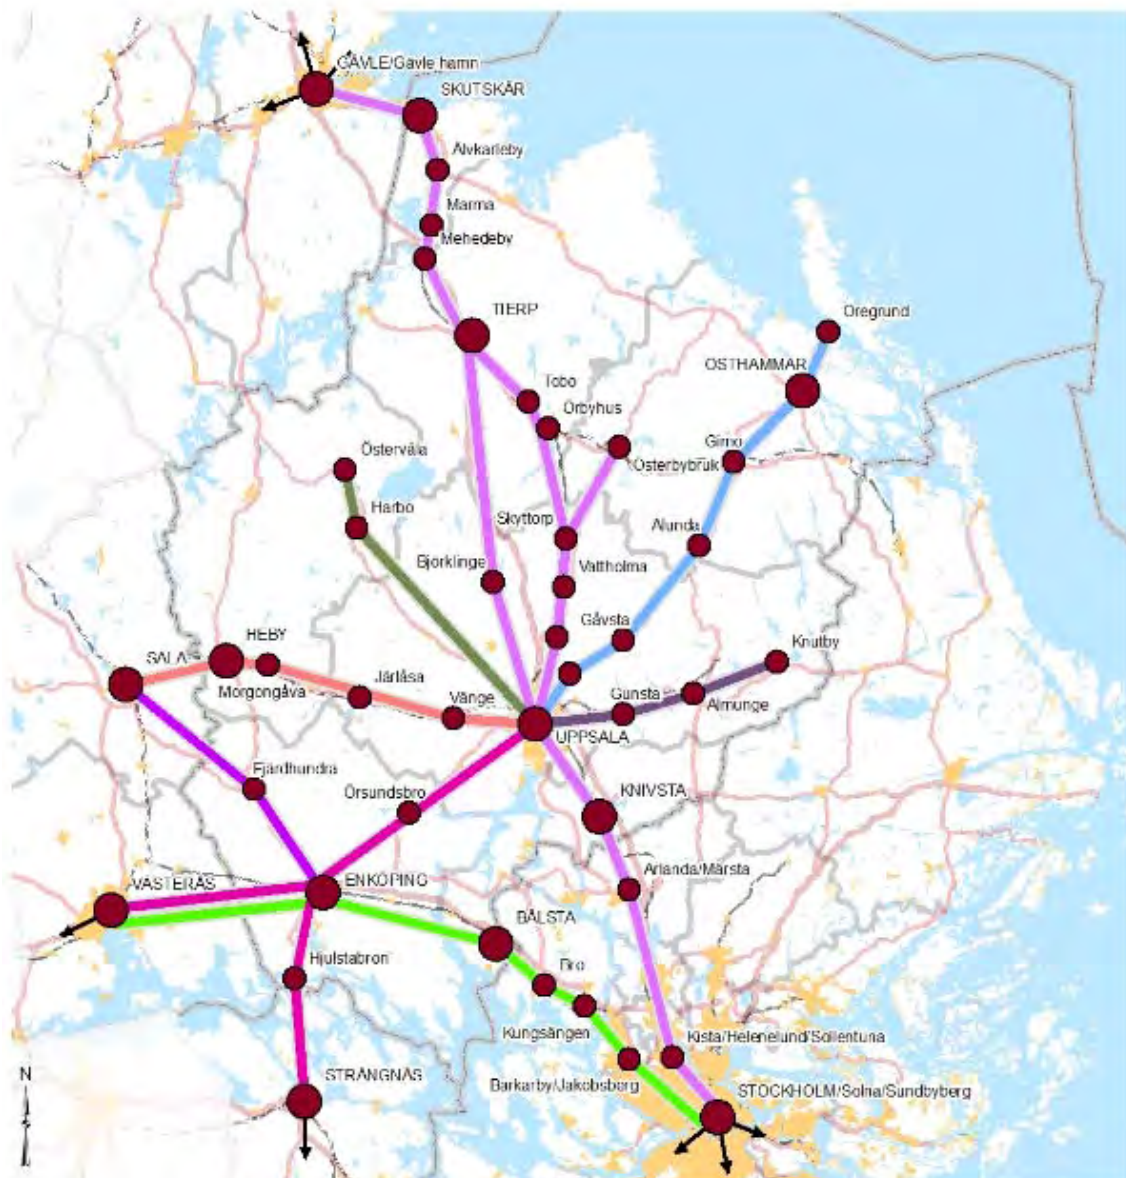 GÄVLE/Gävle hamn
SKUTSKÄR
Älvkarleby
Marma
Mehedeby
TIERP
Öregrund
ÖSTHAMMAR
Tobo
Örbyhus
Gimo
Österbybruk
Östervåla
Harbo
Skyttorp
Alunda
Björklinge
Vattholma
Gåvsta
Knutby
HEBY
SALA
Morgongåva
Järlåsa
Vänge
Gunsta
Almunge
UPPSALA
Fjärdhundra
Örsundsbro
KNIVSTA
Arlanda/Märsta
VÄSTERÅS
ENKÖPING
BÅLSTA
Hjulstabron
Bro
Kungsängen
Kista/Helenelund/Sollentuna
Barkarby/Jakobsberg
N
STRÄNGNÄS
STOCKHOLM/Solna/Sundbyberg